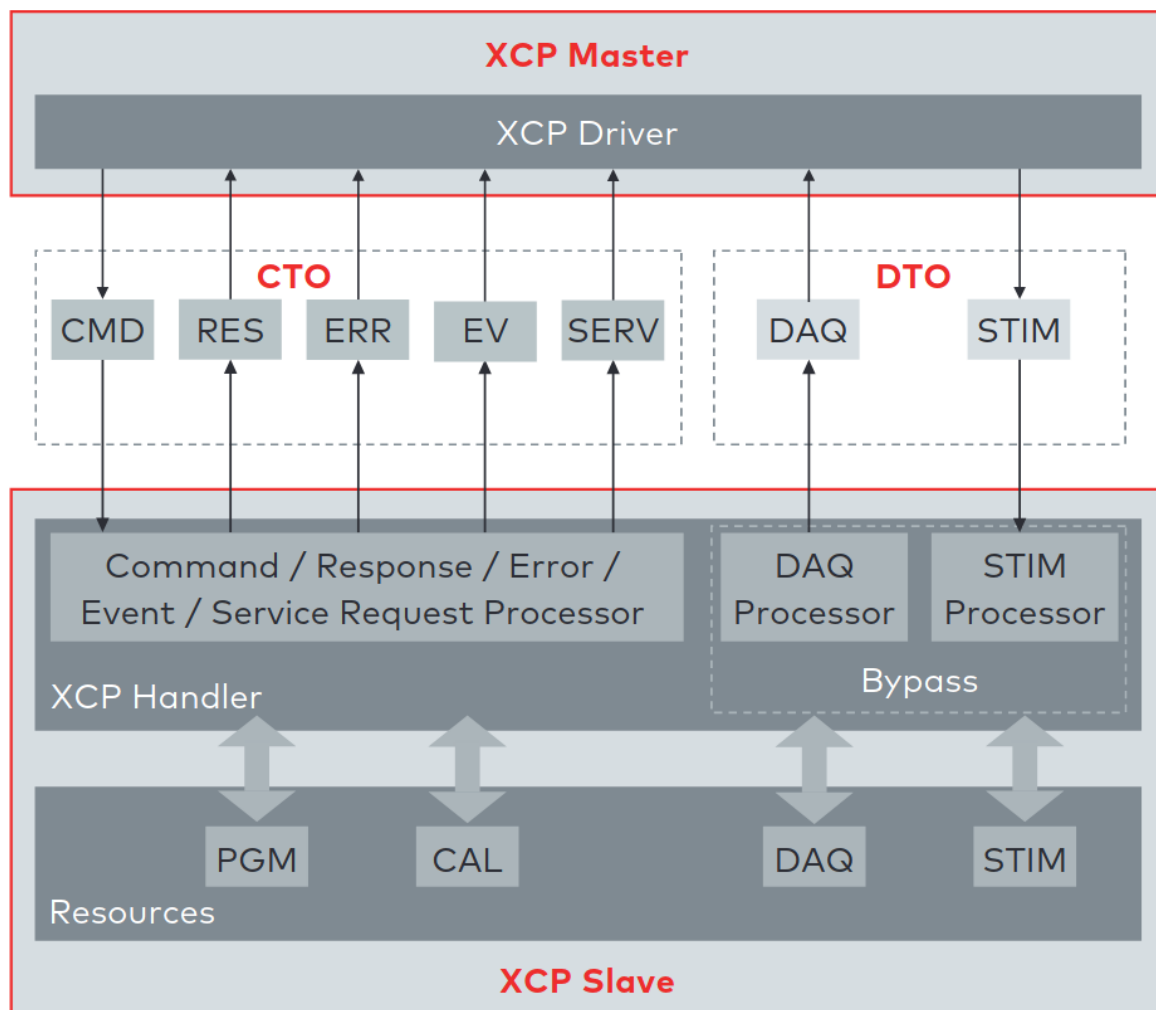 XCP Master
XCP Driver
CTO
DTO
CMD
RES
ERR
EV
SERV
DAQ
STIM
Command / Response / Error /
Event / Service Request Processor
DAQ
Processor
STIM
Processor
XCP Handler
Bypass
PGM
CAL
DAQ
STIM
Resources
XCP Slave